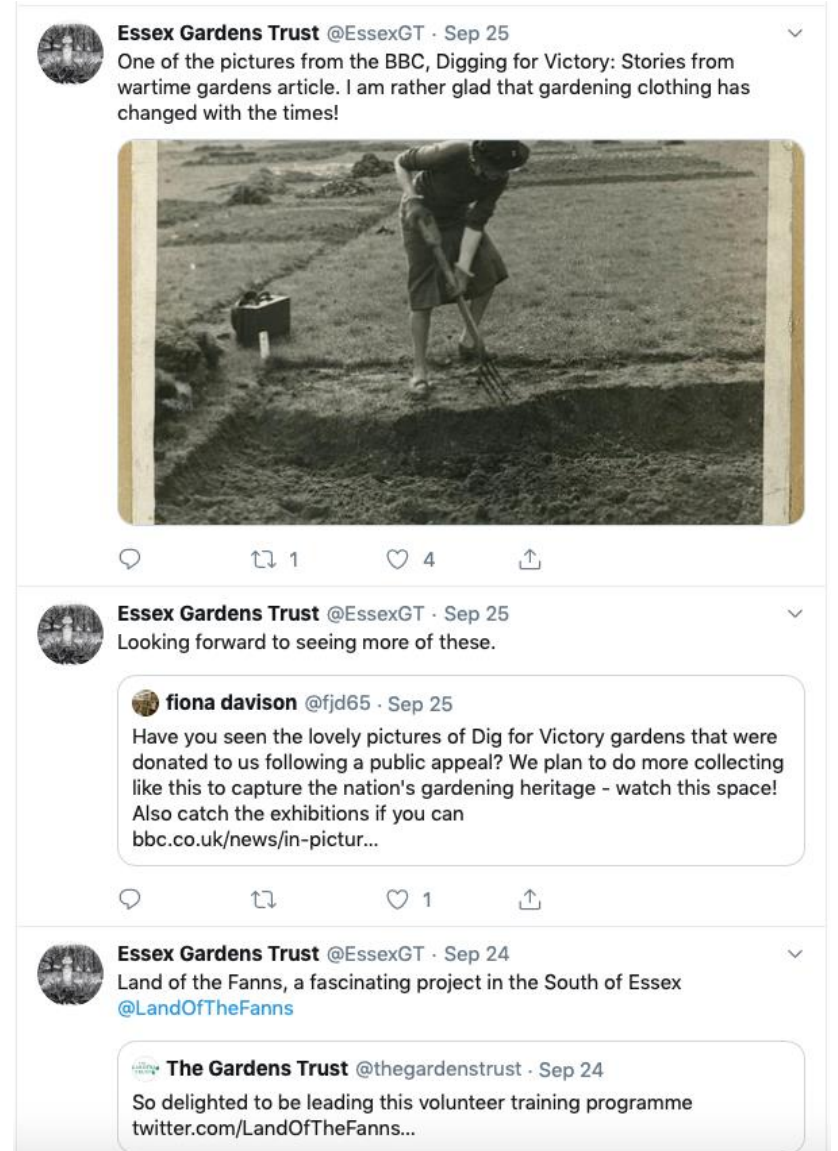 Essex Gardens Trust @EssexGT · Sep 25
One of the pictures from the BBC, Digging for Victory: Stories from
wartime gardens article. I am rather glad that gardening clothing has
changed with the times!
1 4
Essex Gardens Trust @EssexGT · Sep 25
Looking forward to seeing more of these.
fiona davison @fjd65 · Sep 25
Have you seen the lovely pictures of Dig for Victory gardens that were
donated to us following a public appeal? We plan to do more collecting
like this to capture the nation's gardening heritage - watch this space!
Also catch the exhibitions if you can
bbc.co.uk/news/in-pictur...
1
Essex Gardens Trust @EssexGT · Sep 24
Land of the Fanns, a fascinating project in the South of Essex
@LandOfTheFanns
The Gardens Trust @thegardenstrust · Sep 24
So delighted to be leading this volunteer training programme
twitter.com/LandOfTheFanns...